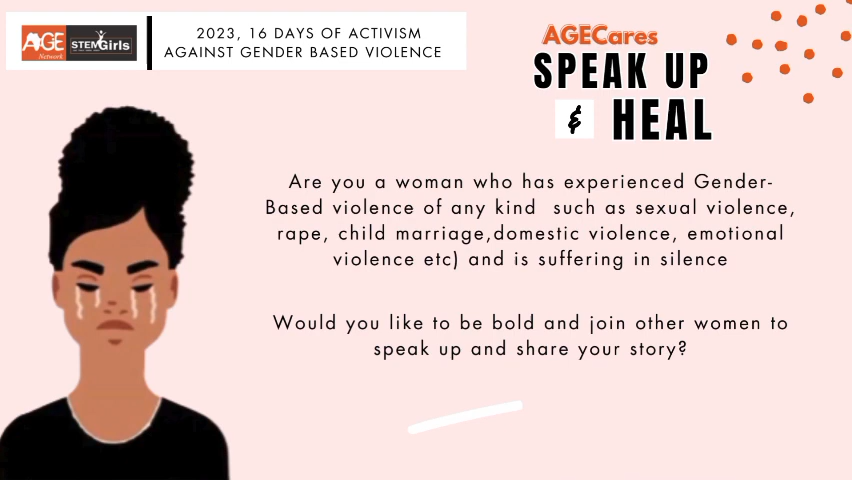 AGE
Network
STEMGirls
2023, 16 DAYS OF ACTIVISM
AGAINST GENDER BASED VIOLENCE
AGECares
SPEAK UP
& HEAL
Are you a woman who has experienced Gender-
Based violence of any kind  such as sexual violence,
rape, child marriage,domestic violence, emotional
violence etc) and is suffering in silence
Would you like to be bold and join other women to
speak up and share your story?